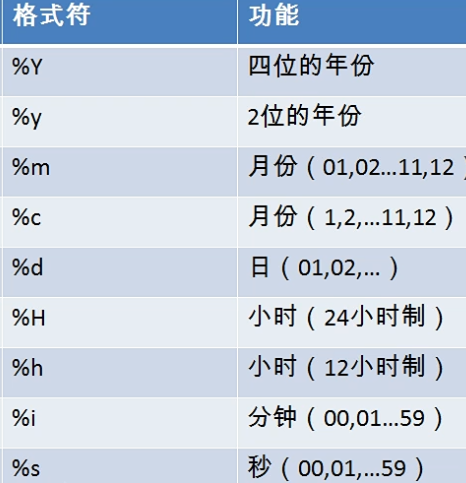 格式符 功能
%Y 四位的年份
%y 2位的年份
%m 月份（01,02…11,12）
%c 月份（1,2,…11,12）
%d 日（01,02,…）
%H 小时（24小时制）
%h 小时（12小时制）
%i 分钟（00,01…59）
%s 秒（00,01,…59）